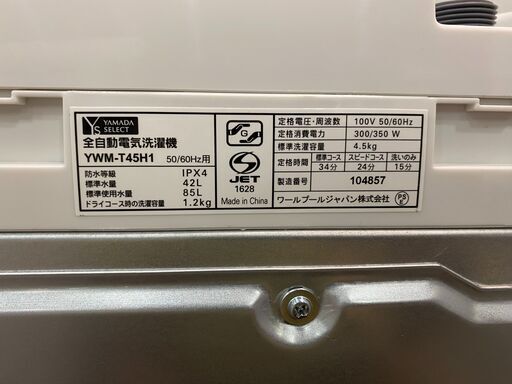 YS YAMADA SELECT
全自動電気洗濯機
YWM-T45H1 50/60Hz用
防水等級 IPX4
標準水量 42L
標準使用水量 85L
ドライコース時の洗濯容量 1.2kg
JET
1628
Made in China
定格電圧・周波数 100V 50/60Hz
定格消費電力 300/350 W
標準洗濯容量 4.5kg
定格時間 標準コース スピードコース 洗いのみ
34分 24分 15分
製造番号 104857
ワールプールジャパン株式会社 PS E